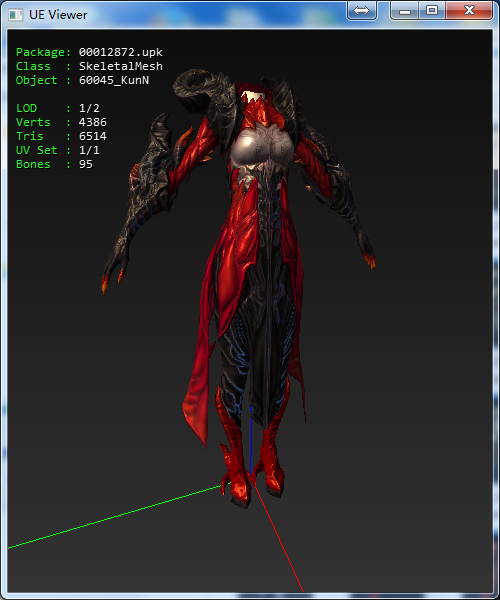 UE Viewer
Package: 00012872.upk
Class : SkeletalMesh
Object : 60045_KunN
LOD : 1/2
Verts : 4386
Tris : 6514
UV Set : 1/1
Bones : 95